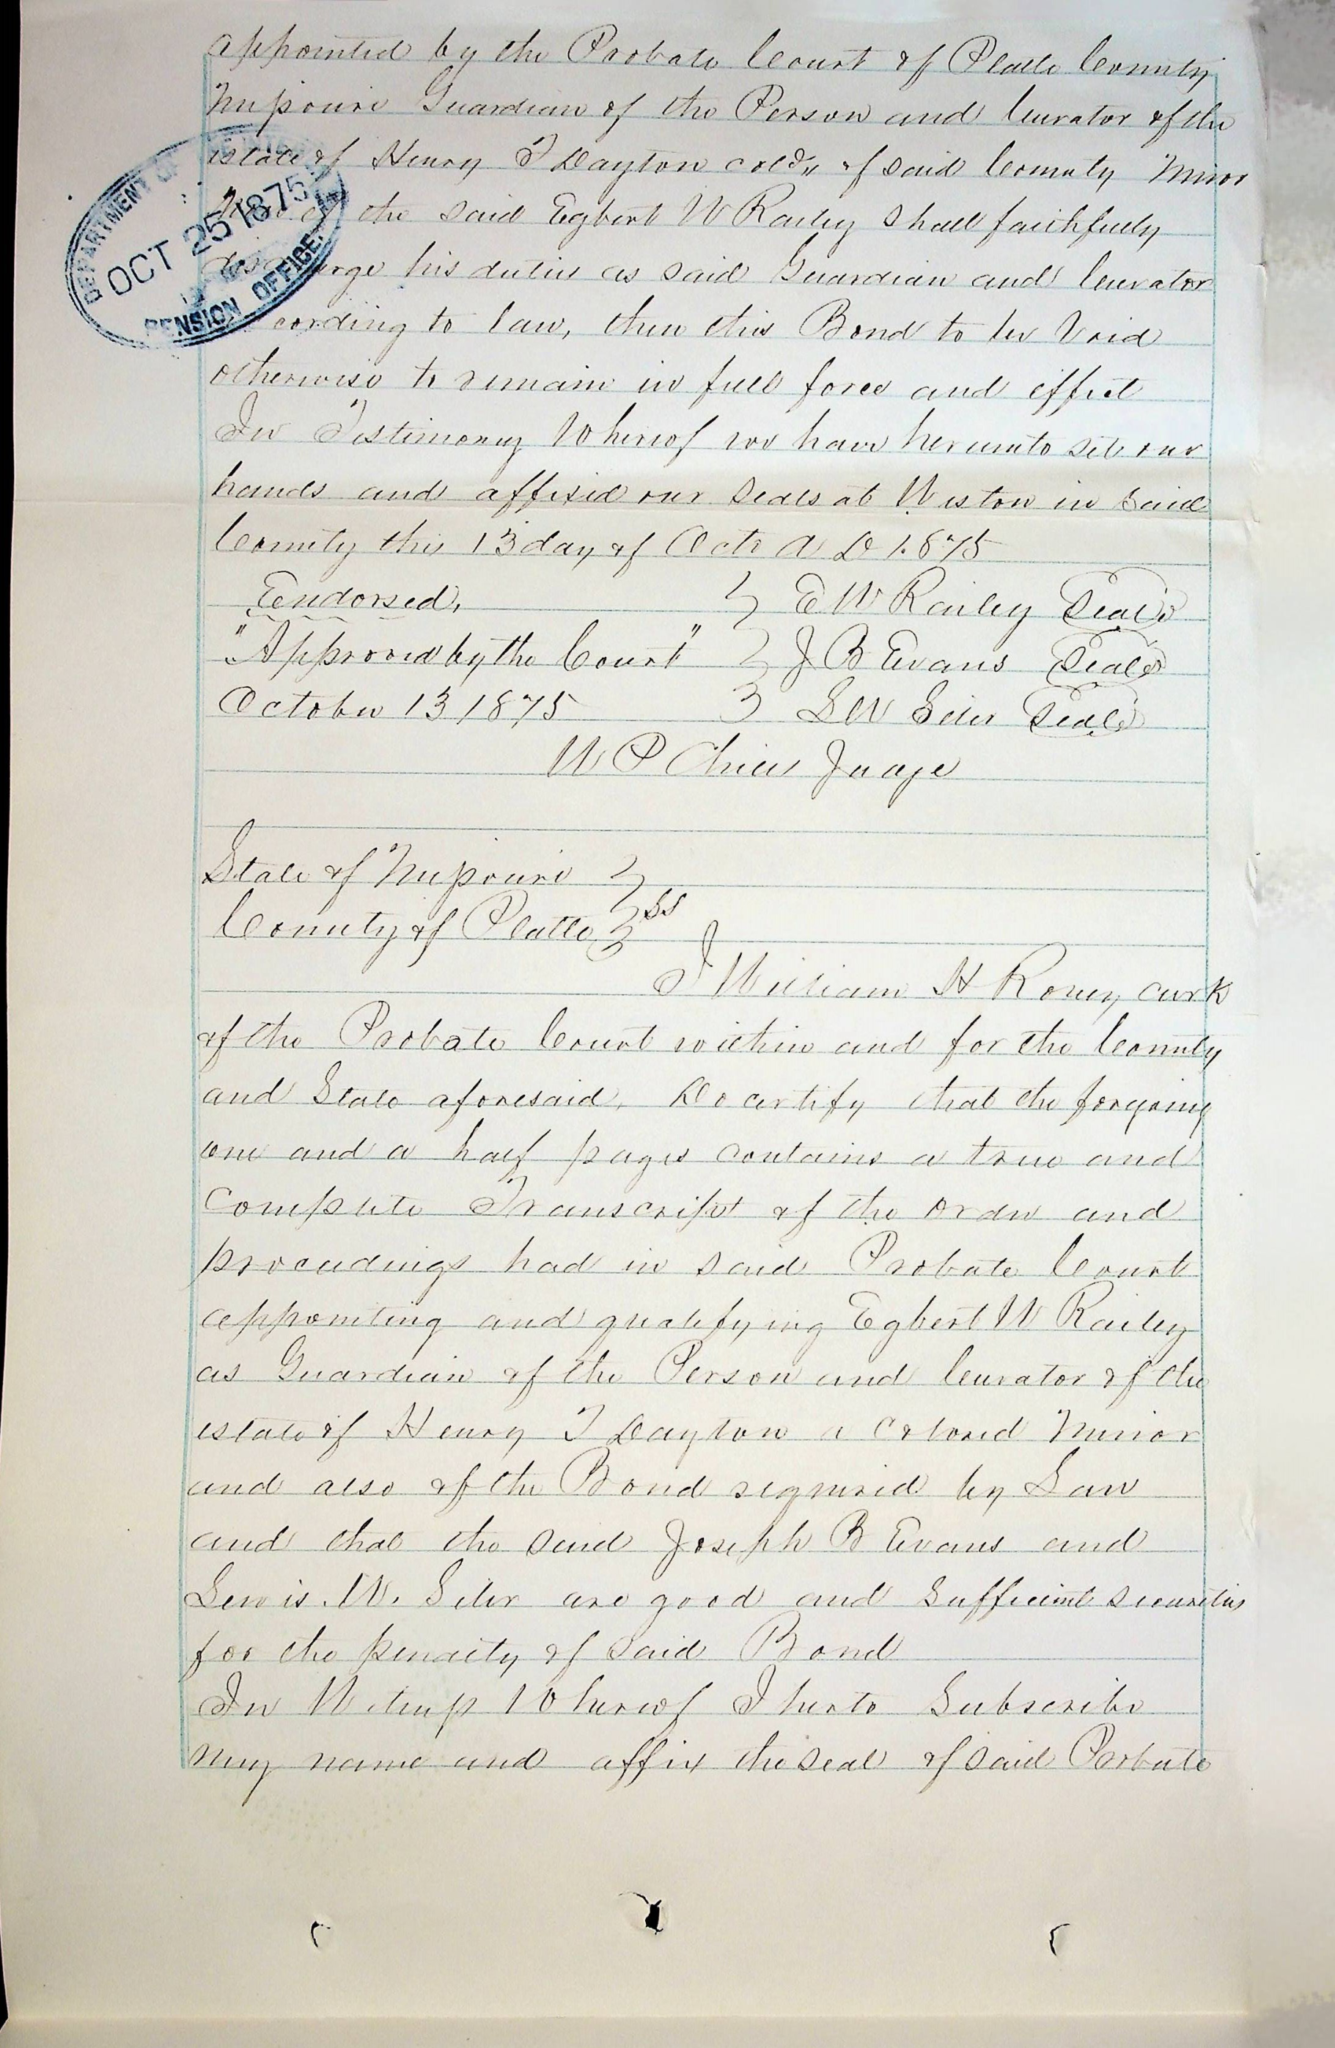 appointed by the Probate Court of Platte County
Missouri Guardian of the Person and Curator of the
estate of Henry T Dayton cold, of said County Minor
Now if the said Egbert W Railey shall faithfully
discharge his duties as said Guardian and Curator
according to law, then this Bond to be Void
otherwise to remain in full force and effect
In Testimony Whereof we have hereunto set our
hands and affixed our seals at Weston in said
County this 13 day of Octr A D 1875
Endorsed,
E W Railey Seal
"Approved by the Court"
J B Evans Seal
October 13 1875
L W Siler Seal
W P Judge
DEPARTMENT OF
OCT 25 1875
PENSION OFFICE
State of Missouri
County of Platte ss
I William H Roney, Clerk
of the Probate Court within and for the County
and State aforesaid, Do certify that the foregoing
one and a half pages contains a true and
Complete Transcript of the order and
proceedings had in said Probate Court
appointing and qualifying Egbert W Railey
as Guardian of the Person and Curator of the
estate of Henry T Dayton a Colored Minor
and also of the Bond required by Law
and that the said Joseph B Evans and
Lewis. W. Siler are good and Sufficient securities
for the penalty of said Bond
In Witness Whereof I herto Subscribe
my name and affix the seal of said Probate